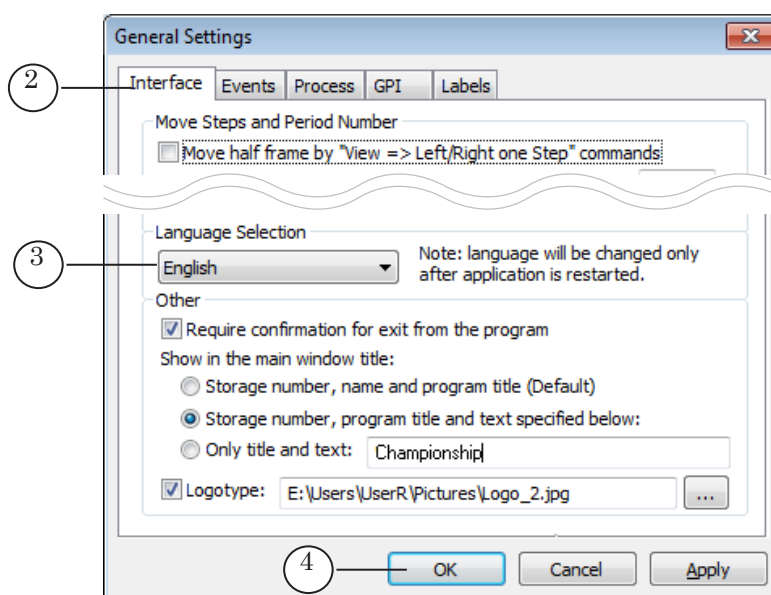 General Settings
2
Interface Events Process GPI Labels
Move Steps and Period Number
Move half frame by "View => Left/Right one Step" commands
Language Selection
3
English
Note: language will be changed only
after application is restarted.
Other
Require confirmation for exit from the program
Show in the main window title:
Storage number, name and program title (Default)
Storage number, program title and text specified below:
Only title and text: Championship
Logotype: E:\Users\UserR\Pictures\Logo_2.jpg ...
4
OK Cancel Apply